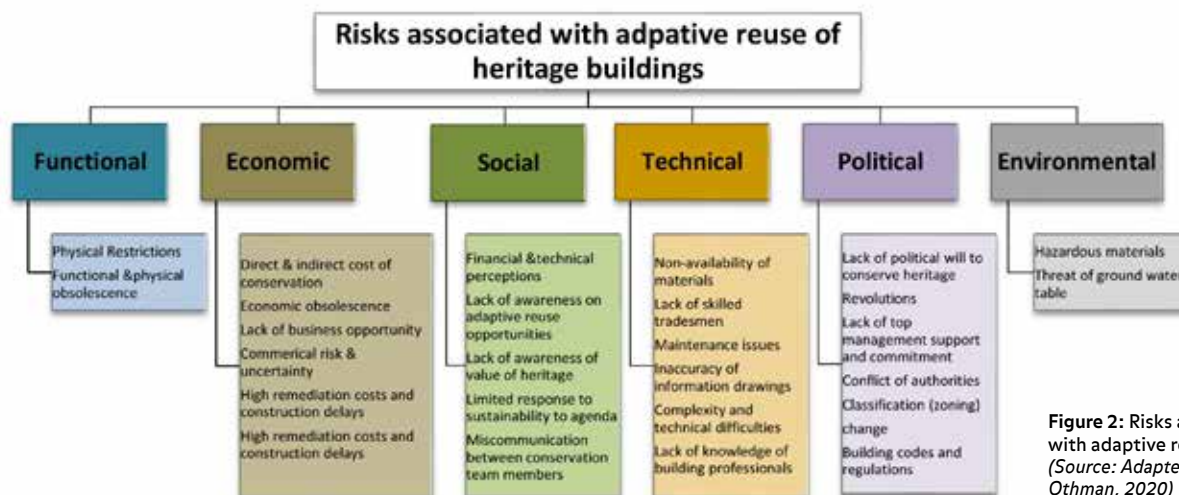 Risks associated with adpative reuse of
heritage buildings
Functional
Economic
Social
Technical
Political
Environmental
Physical Restrictions
Functional &physical
obsolescence
Direct & indirect cost of
conservation
Economic obsolescence
Lack of business opportunity
Commerical risk &
uncertainty
High remediation costs and
construction delays
High remediation costs and
construction delays
Financial &technical
perceptions
Lack of awareness on
adaptive reuse
opportunities
Lack of awareness of
value of heritage
Limited response to
sustainability to agenda
Miscommunication
between conservation
team members
Non-availability of
materials
Lack of skilled
tradesmen
Maintenance issues
Inaccuracy of
information drawings
Complexity and
technical difficulties
Lack of knowledge of
building professionals
Lack of political will to
conserve heritage
Revolutions
Lack of top
management support
and commitment
Conflict of authorities
Classification (zoning)
change
Building codes and
regulations
Hazardous materials
Threat of ground water
table
Figure 2: Risks a
with adaptive re
(Source: Adapte
Othman, 2020)